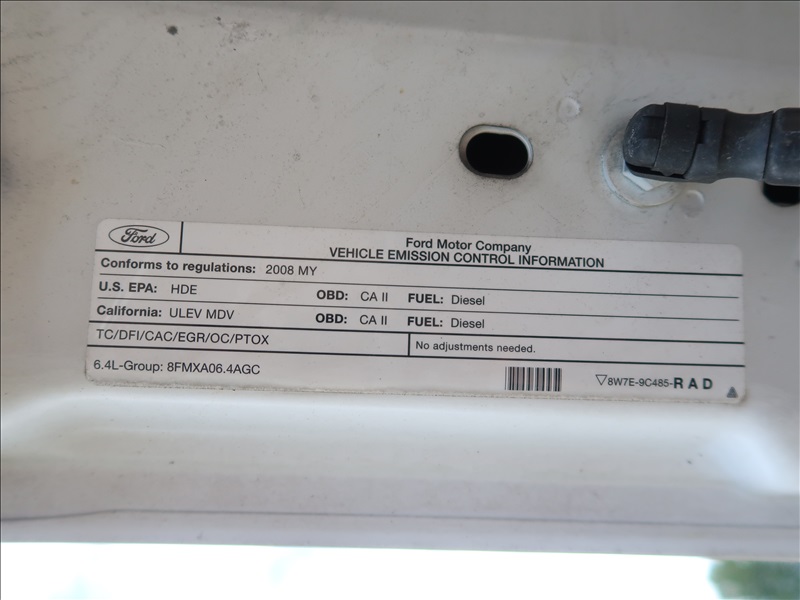 Ford
Ford Motor Company
VEHICLE EMISSION CONTROL INFORMATION
Conforms to regulations: 2008 MY
U.S. EPA: HDE OBD: CA II FUEL: Diesel
California: ULEV MDV OBD: CA II FUEL: Diesel
TC/DFI/CAC/EGR/OC/PTOX No adjustments needed.
6.4L-Group: 8FMXA06.4AGC ▽8W7E-9C485-R A D